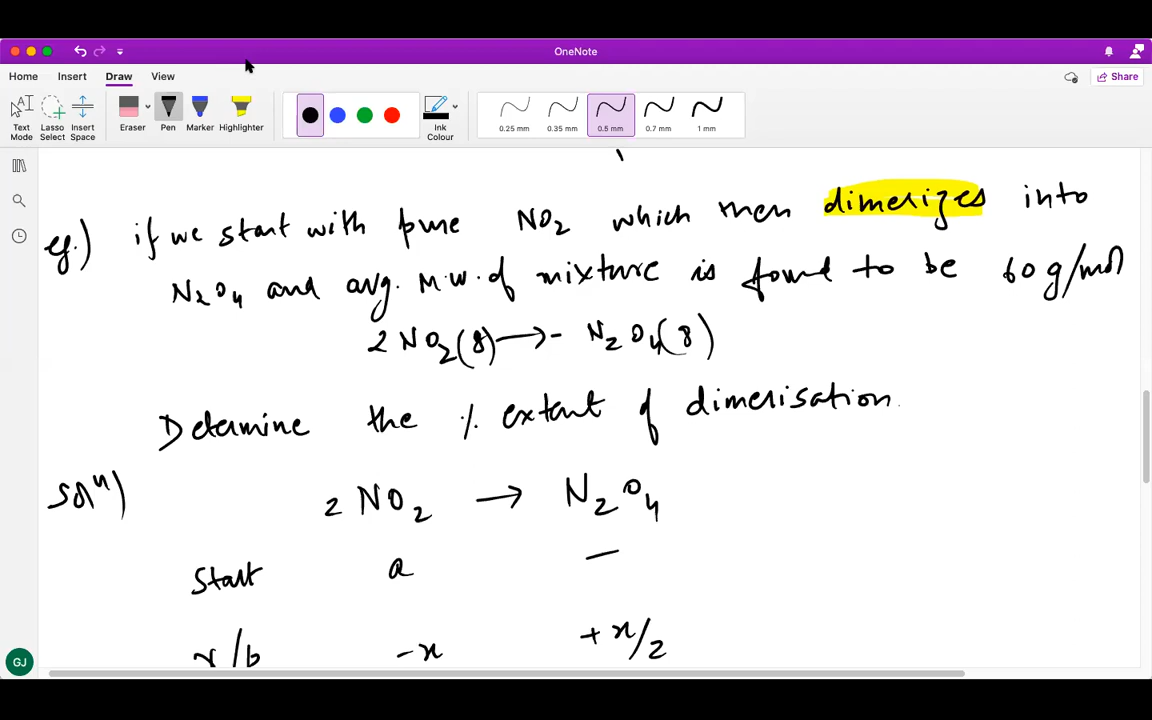 OneNote
Home Insert Draw View
Share
Text Mode
Lasso Select
Insert Space
Eraser
Pen
Marker
Highlighter
Ink Colour
0.25 mm
0.35 mm
0.5 mm
0.7 mm
1 mm
eg.) if we start with pure NO2 which then dimerizes into
N2O4 and avg. M.W. of mixture is found to be 60 g/mol
2NO2(g) → N2O4(g)
Determine the % extent of dimerisation.
Solⁿ) 2 NO2 → N2O4
Start a —
r/p -x +x/2
GJ